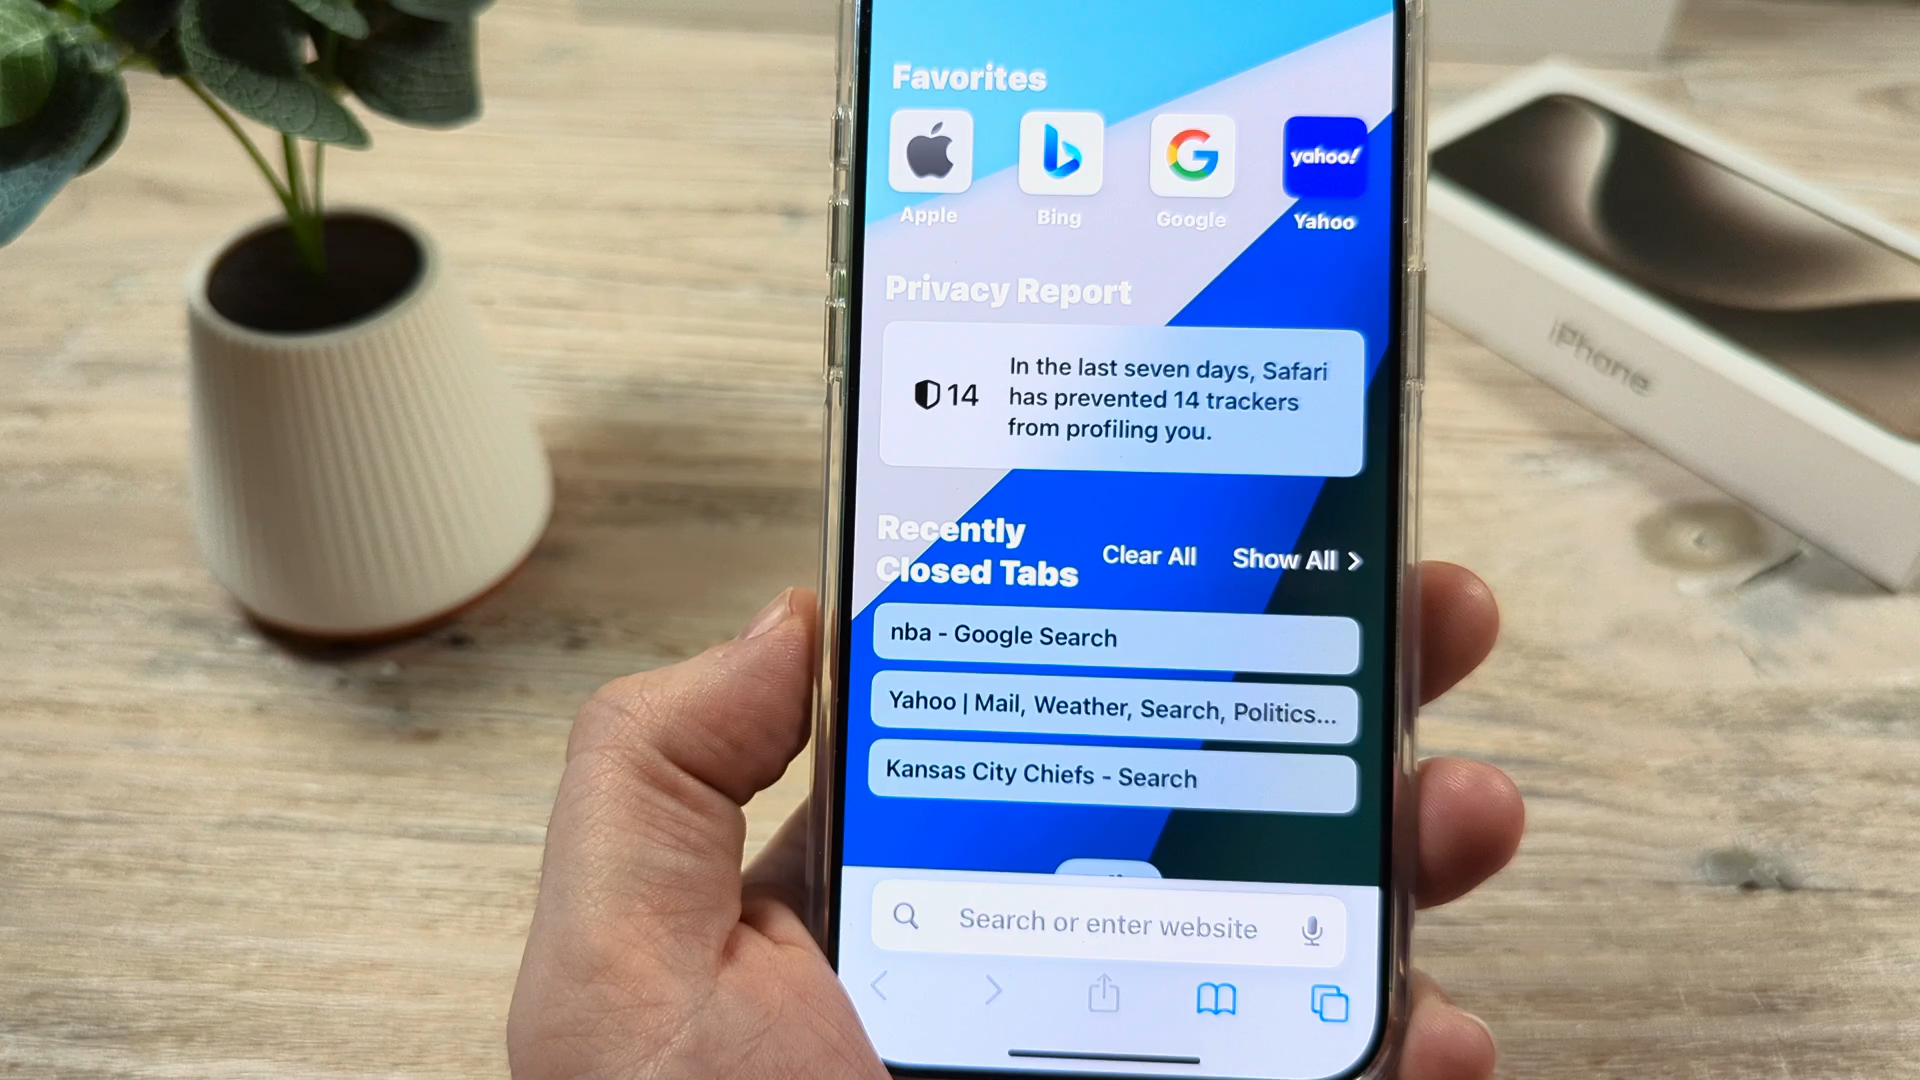 Favorites
yahoo!
Apple
Bing
Google
Yahoo
Privacy Report
14
In the last seven days, Safari
has prevented 14 trackers
from profiling you.
Recently
Closed Tabs
Clear All
Show All >
nba - Google Search
Yahoo | Mail, Weather, Search, Politics...
Kansas City Chiefs - Search
Search or enter website
iPhone